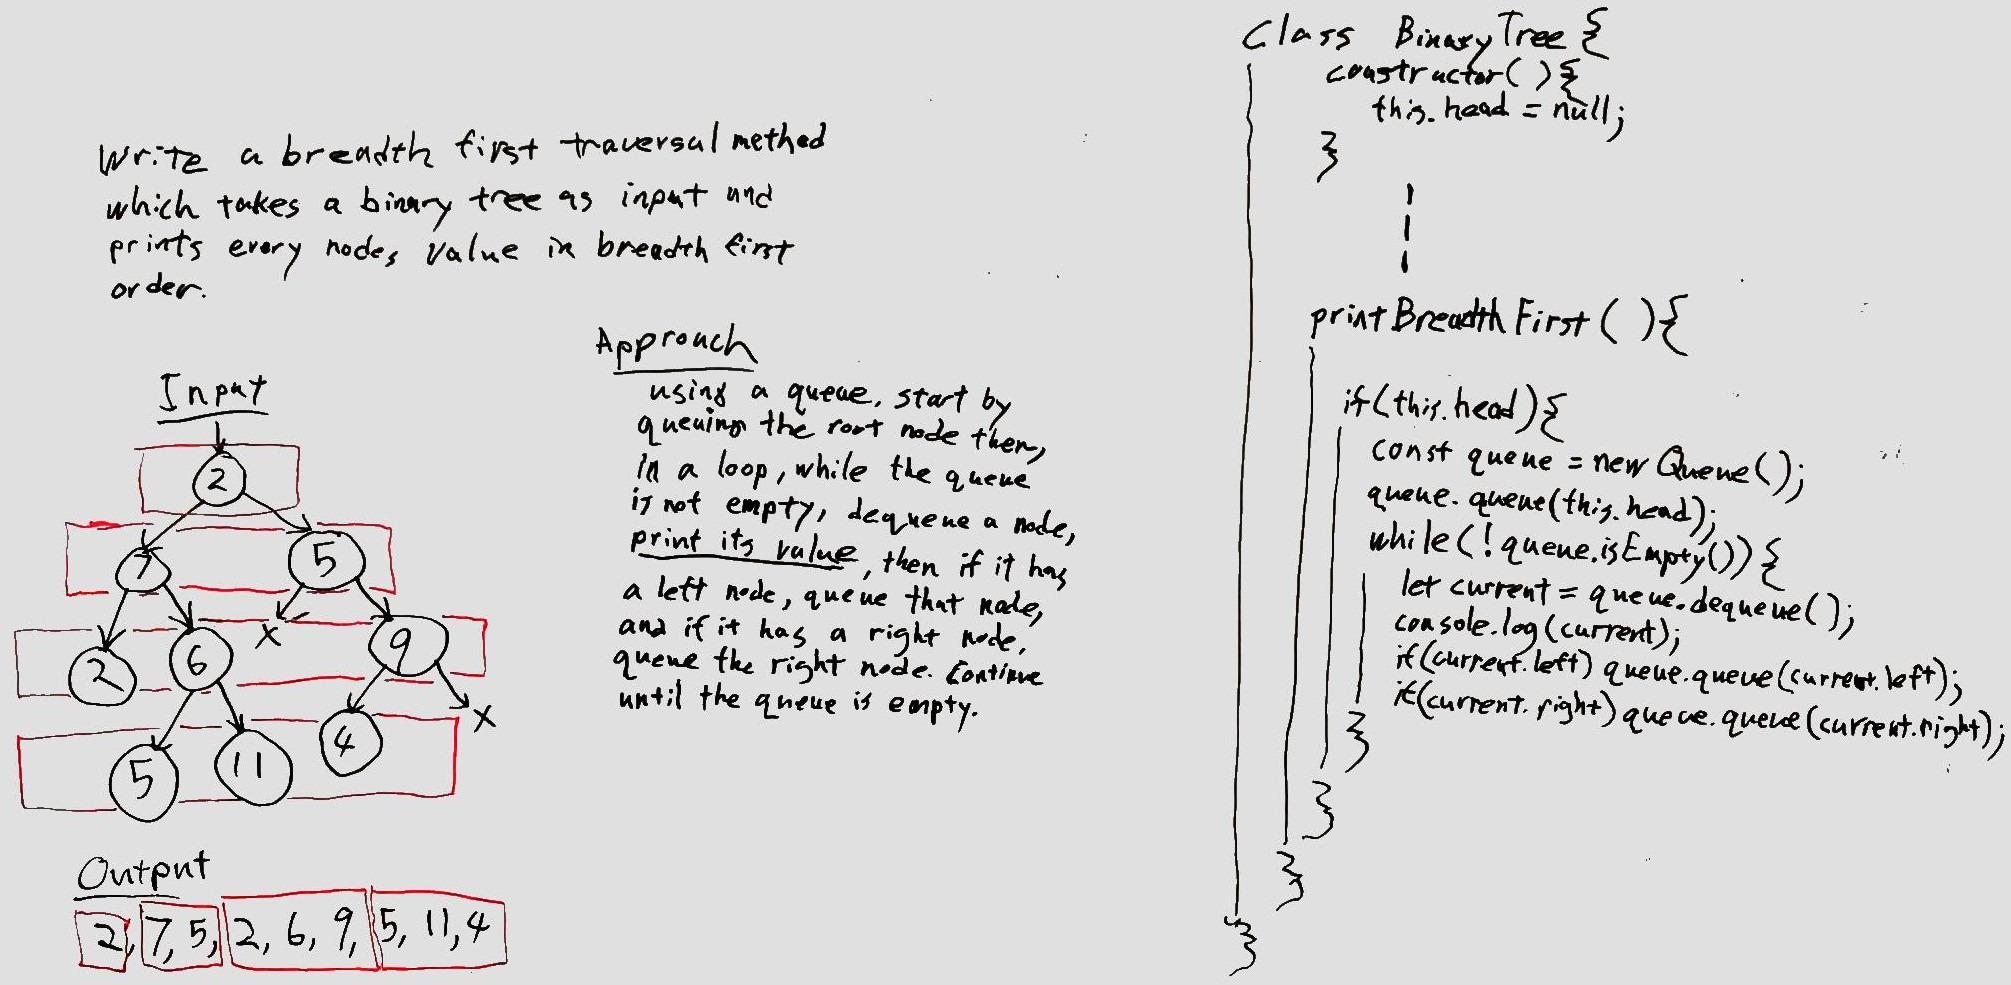 Write a breadth first traversal method
which takes a binary tree as input and
prints every nodes value in breadth first
order.
Input
2
7
5
2
6
X
9
5
11
4
X
Output
2, 7, 5, 2, 6, 9, 5, 11, 4
Approach
using a queue, start by
queuing the root node then,
in a loop, while the queue
is not empty, dequeue a node,
print its value, then if it has
a left node, queue that node,
and if it has a right node,
queue the right node. Continue
until the queue is empty.
Class BinaryTree {
constructor( ){
this.head = null;
}
printBreadthFirst( ){
if(this.head){
const queue = new Queue();
queue.queue(this.head);
while(!queue.isEmpty()){
let current = queue.dequeue();
console.log(current);
if(current.left) queue.queue(current.left);
if(current.right) queue.queue(current.right);
}
}
}
}